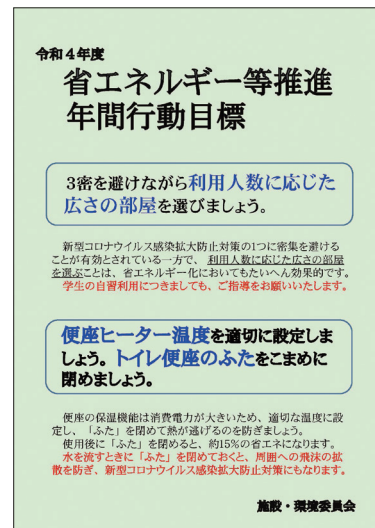 令和4年度
省エネルギー等推進
年間行動目標
3密を避けながら利用人数に応じた
広さの部屋を選びましょう。
新型コロナウイルス感染拡大防止対策の1つに密集を避ける
ことが有効とされている一方で、利用人数に応じた広さの部屋
を選ぶことは、省エネルギー化においてもたいへん効果的です。
学生の自習利用につきましても、ご指導をお願いいたします。
便座ヒーター温度を適切に設定しま
しょう。トイレ便座のふたをこまめに
閉めましょう。
便座の保温機能は消費電力が大きいため、適切な温度に設
定し、「ふた」を閉めて熱が逃げるのを防ぎましょう。
使用後に「ふた」を閉めると、約15%の省エネになります。
水を流すときに「ふた」を閉めておくと、周囲への飛沫の拡
散を防ぎ、新型コロナウイルス感染拡大防止対策にもなります。
施設・環境委員会